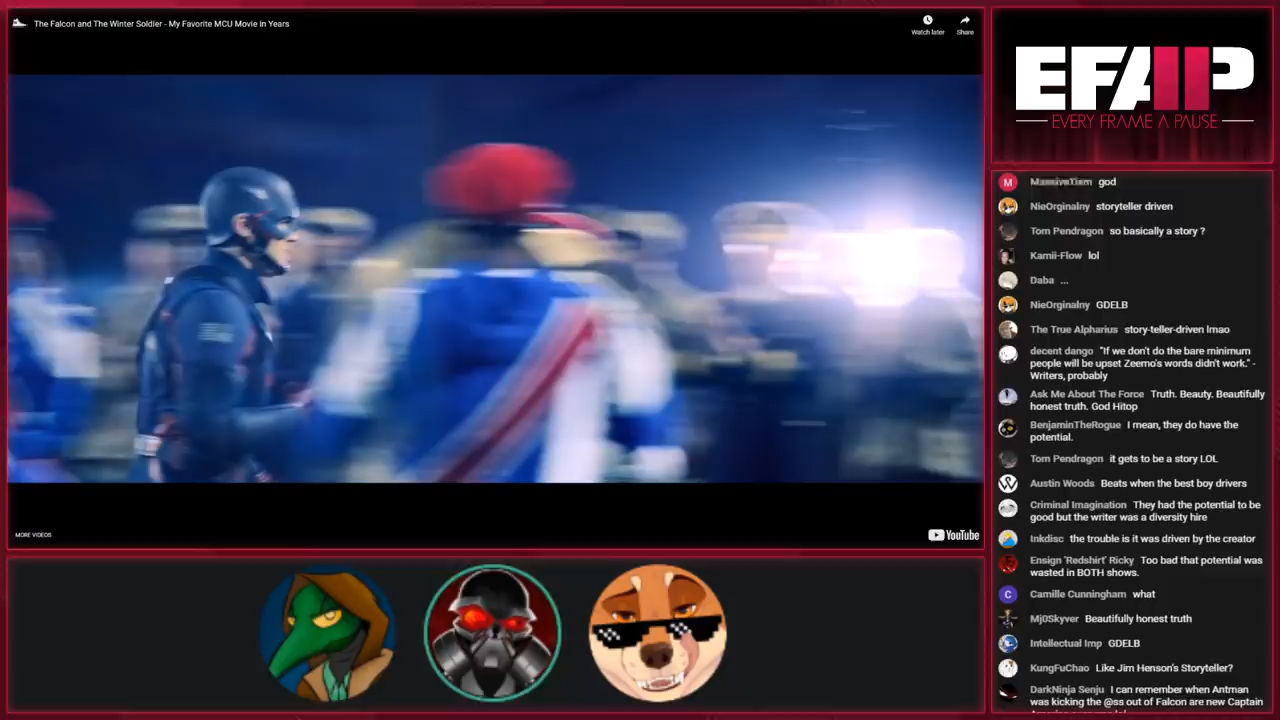 The Falcon and The Winter Soldier - My Favorite MCU Movie In Years
Watch later
Share
MORE VIDEOS
YouTube
EFAP
EVERY FRAME A PAUSE
god
NieOrginalny storyteller driven
Tom Pendragon so basically a story ?
Kamii-Flow lol
Daba ...
NieOrginalny GDELB
The True Alpharius story-teller-driven lmao
decent dango "If we don't do the bare minimum
people will be upset Zeemo's words didn't work." -
Writers, probably
Ask Me About The Force Truth. Beauty. Beautifully
honest truth. God Hitop
BenjaminTheRogue I mean, they do have the
potential.
Tom Pendragon it gets to be a story LOL
Austin Woods Beats when the best boy drivers
Criminal Imagination They had the potential to be
good but the writer was a diversity hire
Inkdisc the trouble is it was driven by the creator
Ensign 'Redshirt' Ricky Too bad that potential was
wasted in BOTH shows.
C
Camille Cunningham what
Mj0Skyver Beautifully honest truth
Intellectual Imp GDELB
KungFuChao Like Jim Henson's Storyteller?
DarkNinja Senju I can remember when Antman
was kicking the @ss out of Falcon are new Captain